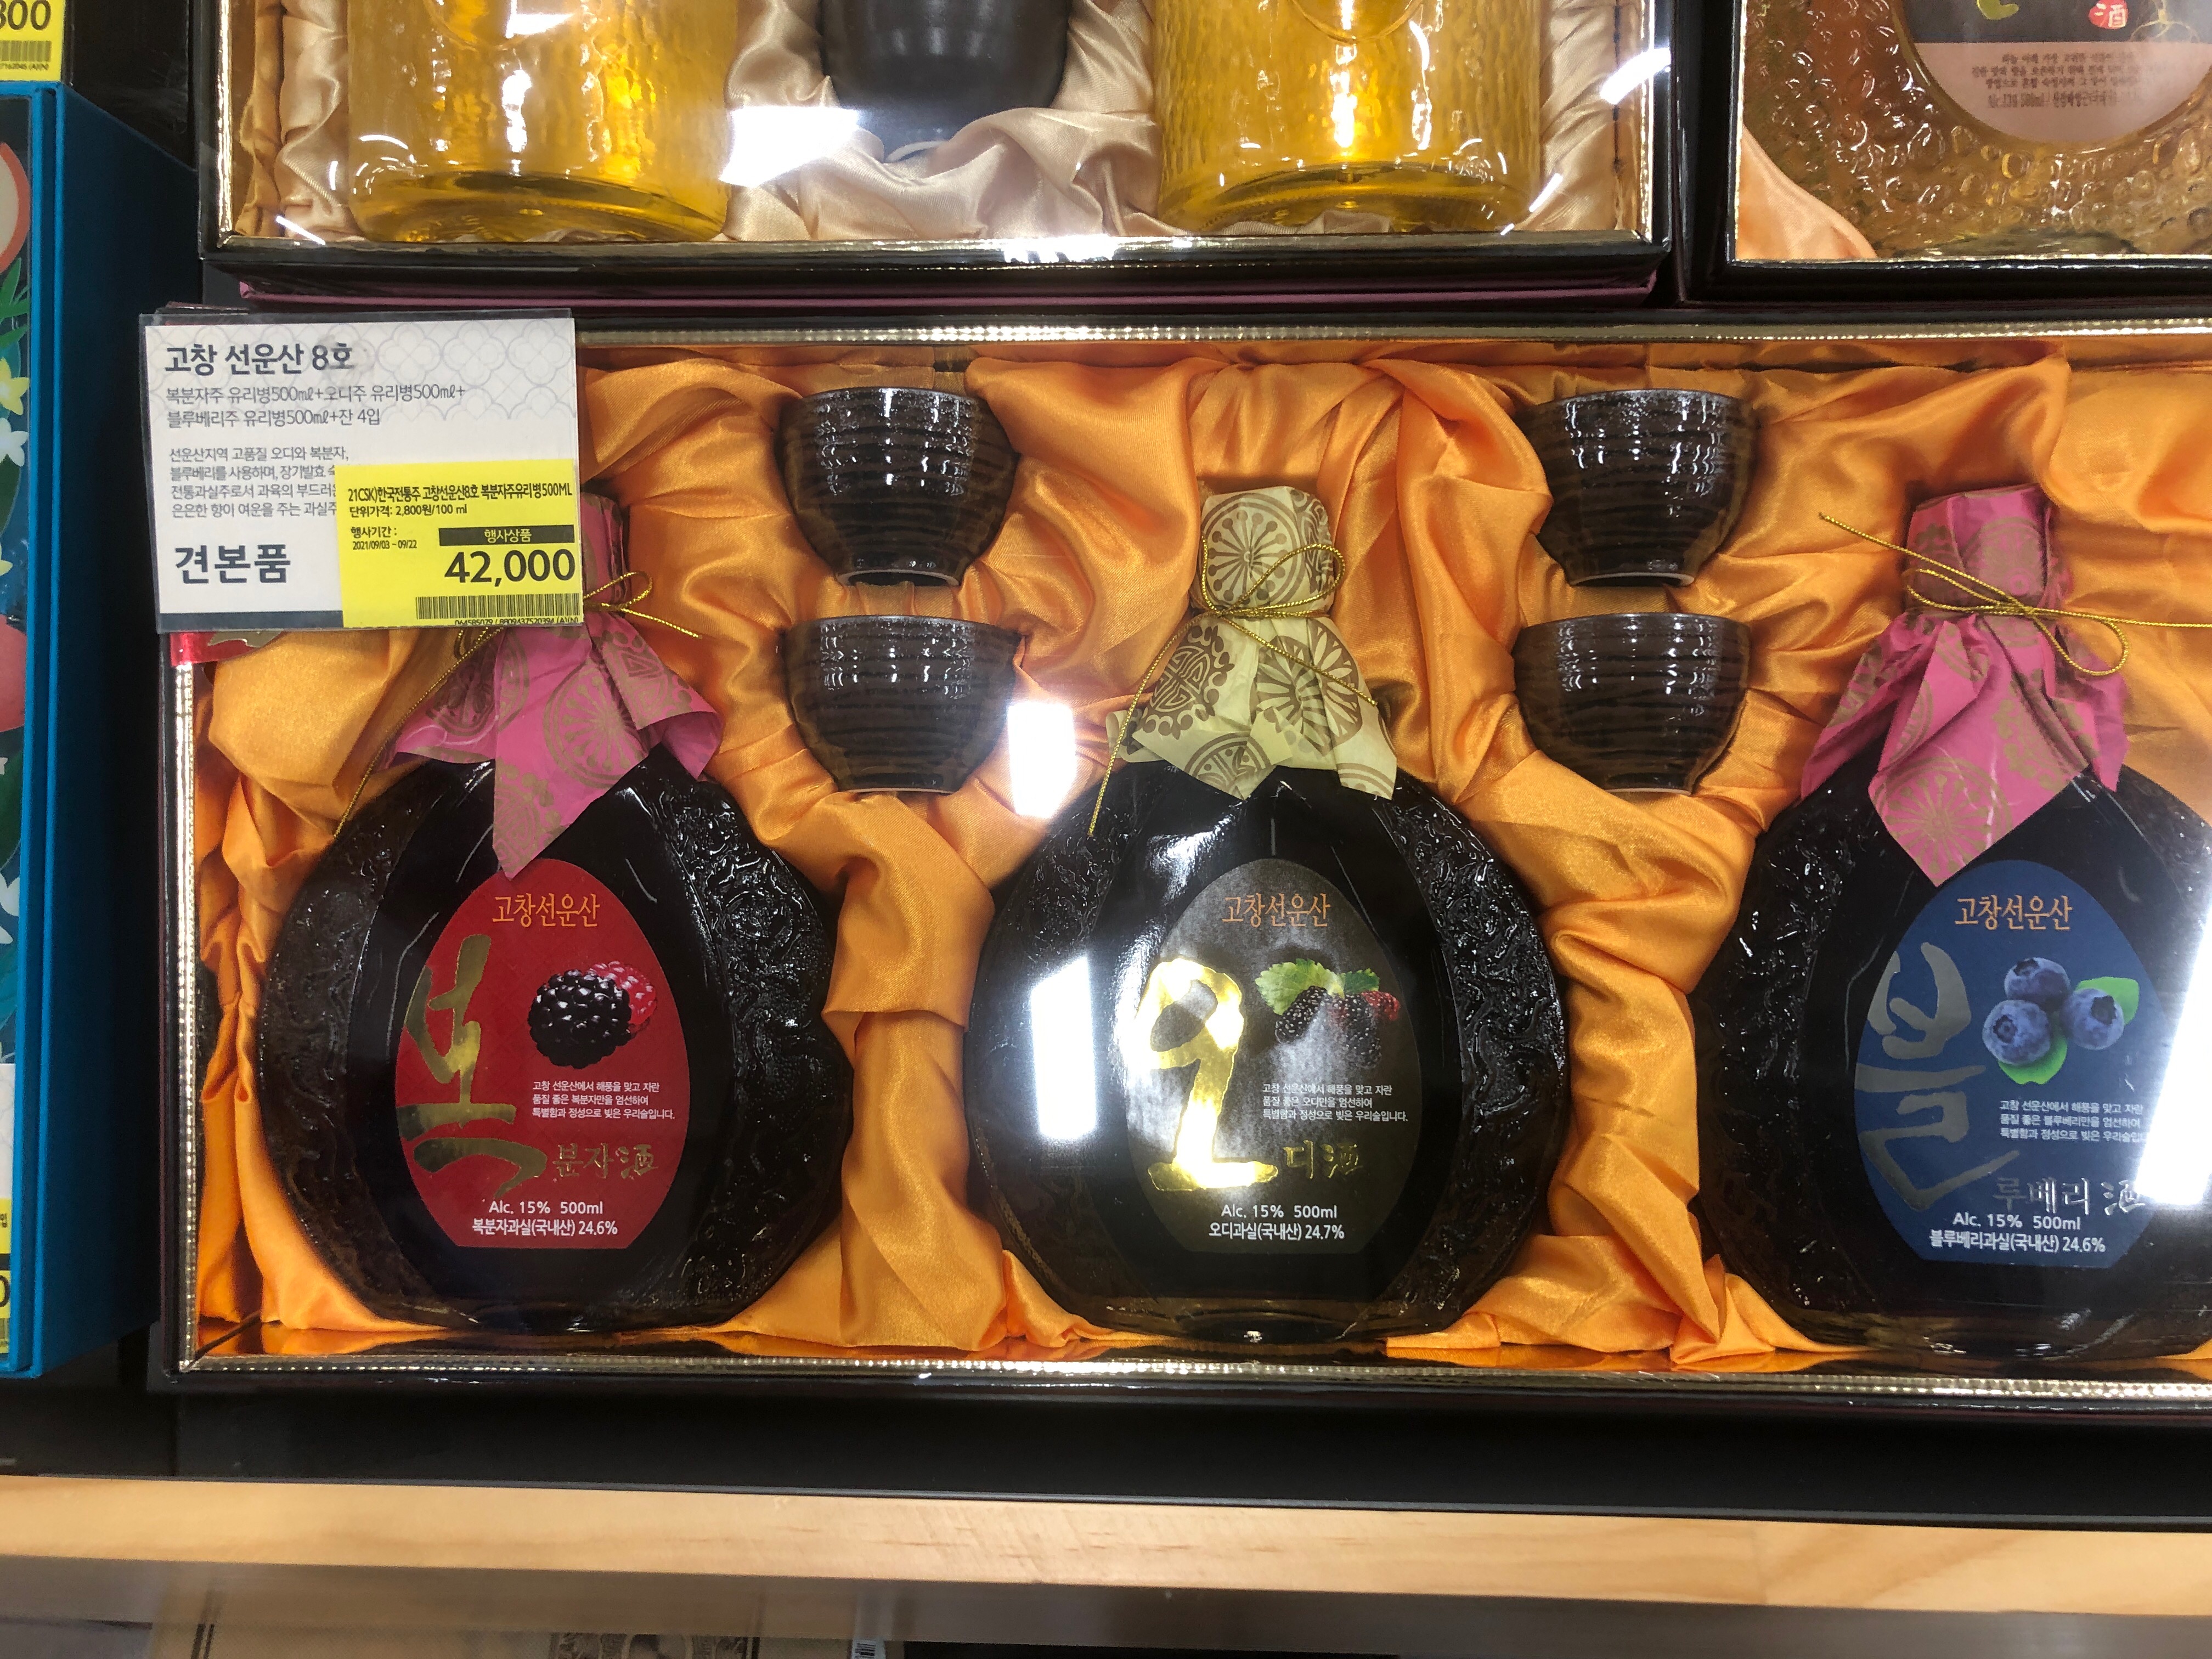 800
酒
고창 선운산 8호
복분자주 유리병500㎖+오디주 유리병500㎖+
블루베리주 유리병500㎖+잔 4입
선운산지역 고품질 오디와 복분자,
블루베리를 사용하며, 장기발효
전통과실주로서 과육의 부드러운
은은한 향이 여운을 주는 과실주
견본품
21CSK)한국전통주 고창선운산8호 복분자주유리병500ML
단위가격: 2,800원/100 ml
행사기간 :
2021/09/03 ~ 09/22
행사상품
42,000
고창선운산
복
고창 선운산에서 해풍을 맞고 자란
품질 좋은 복분자만을 엄선하여
특별함과 정성으로 빚은 우리술입니다.
분자酒
Alc. 15% 500ml
복분자과실(국내산) 24.6%
고창선운산
오
고창 선운산에서 해풍을 맞고 자란
품질 좋은 오디만을 엄선하여
특별함과 정성으로 빚은 우리술입니다.
디酒
Alc. 15% 500ml
오디과실(국내산) 24.7%
고창선운산
블
고창 선운산에서 해풍을 맞고 자란
품질 좋은 블루베리만을 엄선하여
특별함과 정성으로 빚은 우리술입니
루베리酒
Alc. 15% 500ml
블루베리과실(국내산) 24.6%